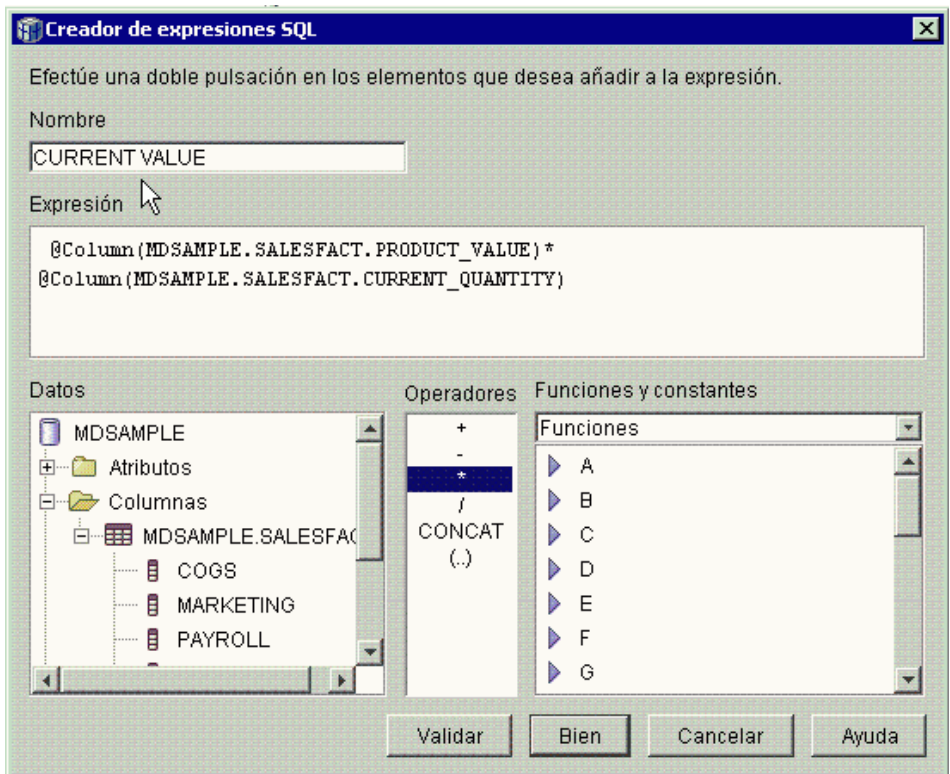 Creador de expresiones SQL
Efectúe una doble pulsación en los elementos que desea añadir a la expresión.
Nombre
CURRENT VALUE
Expresión
@Column(MDSAMPLE.SALESFACT.PRODUCT_VALUE)*
@Column(MDSAMPLE.SALESFACT.CURRENT_QUANTITY)
Datos
MDSAMPLE
Atributos
Columnas
MDSAMPLE.SALESFA
COGS
MARKETING
PAYROLL
Operadores
+
-
*
/
CONCAT
(..)
Funciones y constantes
Funciones
A
B
C
D
E
F
G
Validar
Bien
Cancelar
Ayuda